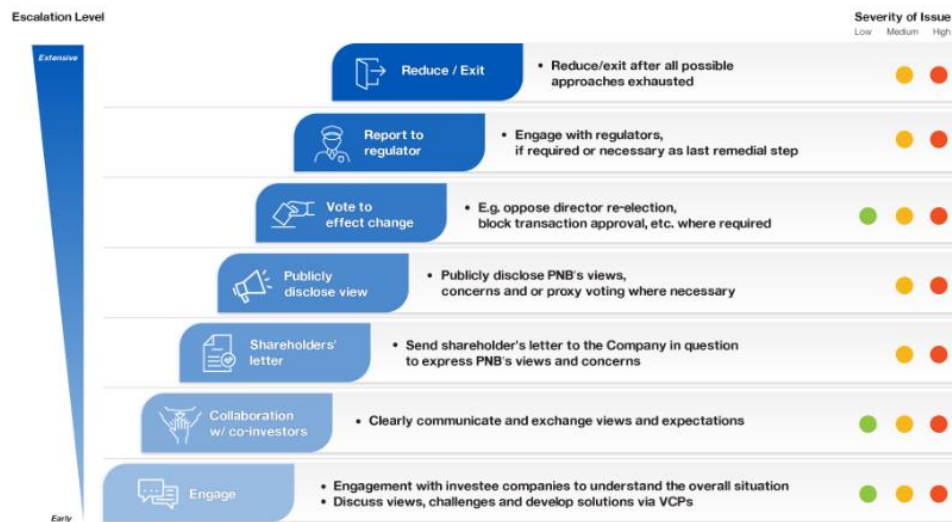 Escalation Level
Severity of Issue
Low Medium High
Extensive
Reduce / Exit
• Reduce/exit after all possible
approaches exhausted
Report to
regulator
• Engage with regulators,
if required or necessary as last remedial step
Vote to
effect change
• E.g. oppose director re-election,
block transaction approval, etc. where required
Publicly
disclose view
• Publicly disclose PNB's views,
concerns and or proxy voting where necessary
Shareholders'
letter
• Send shareholder's letter to the Company in question
to express PNB's views and concerns
Collaboration
w/ co-investors
• Clearly communicate and exchange views and expectations
Engage
• Engagement with investee companies to understand the overall situation
• Discuss views, challenges and develop solutions via VCPs
Early